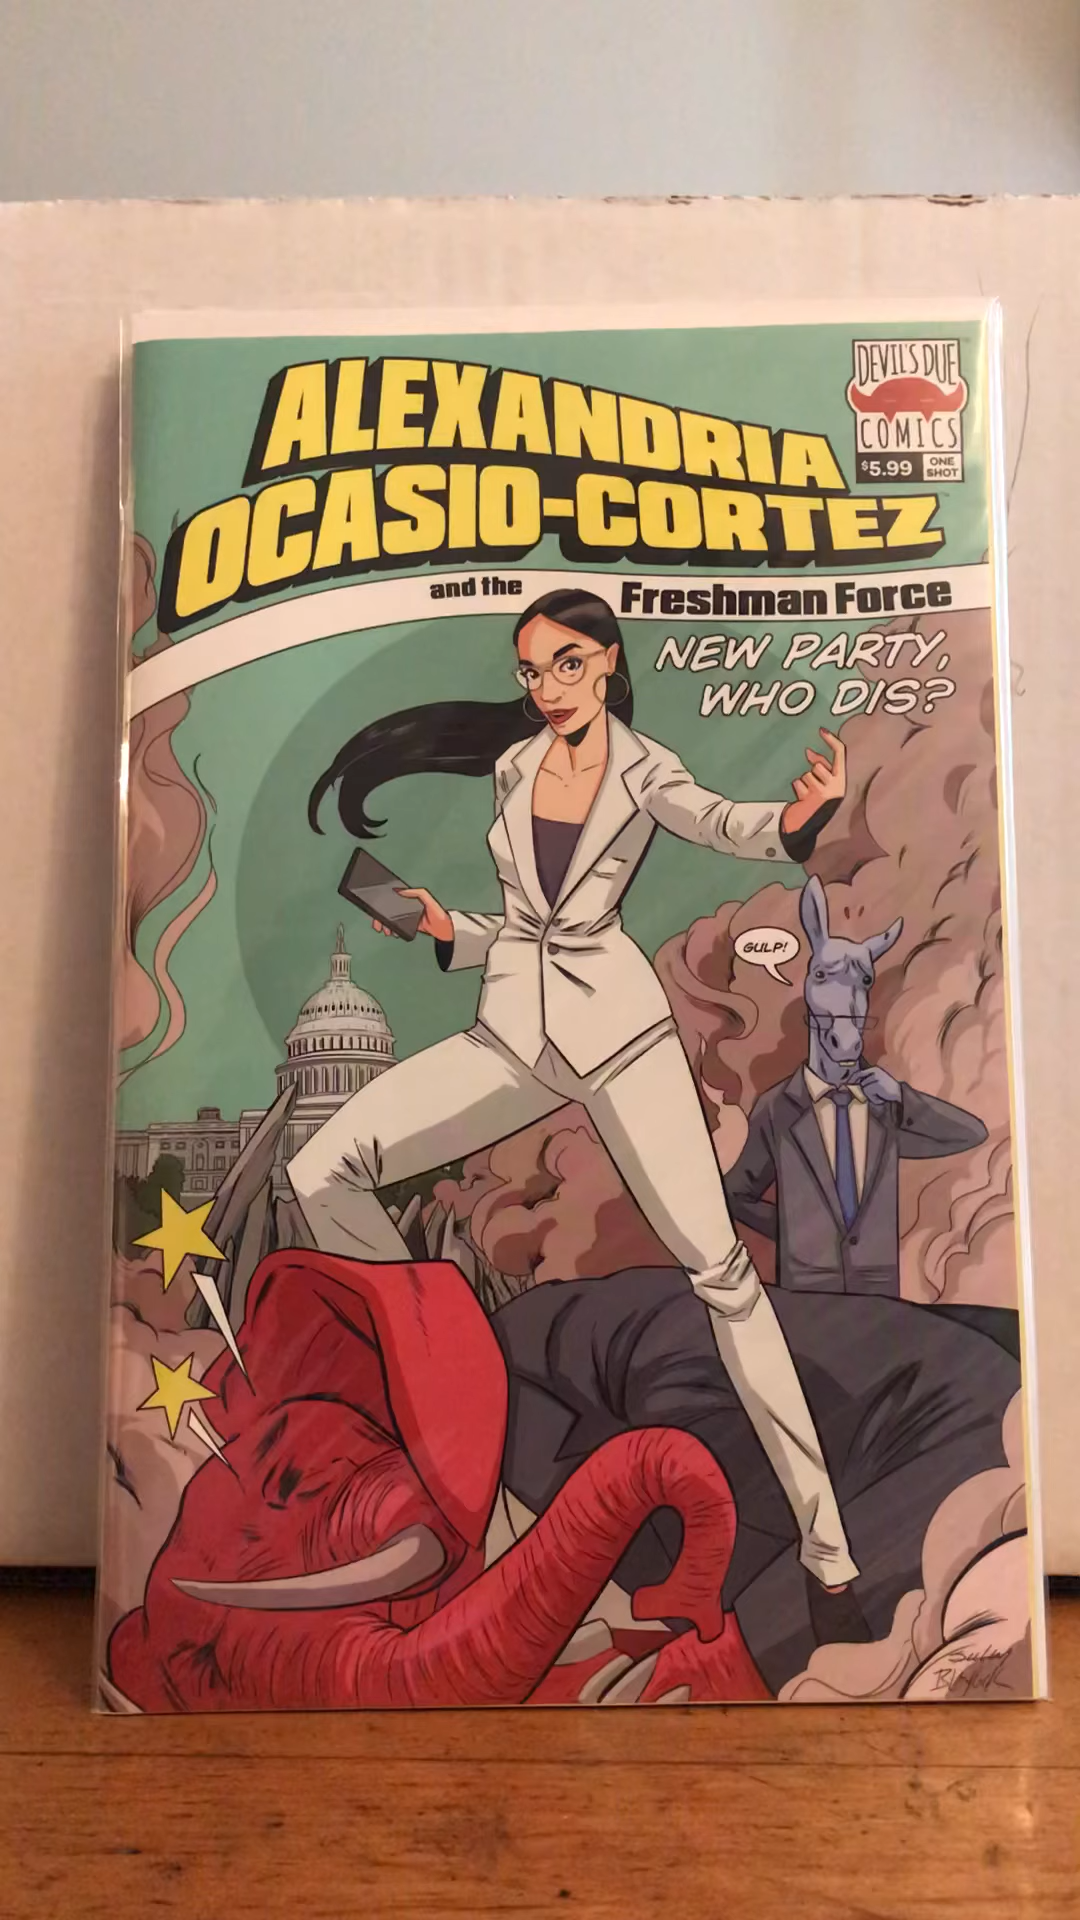 ALEXANDRIA
OCASIO-CORTEZ
DEVIL'S DUE
COMICS
$5.99 ONE SHOT
and the Freshman Force
NEW PARTY,
WHO DIS?
GULP!